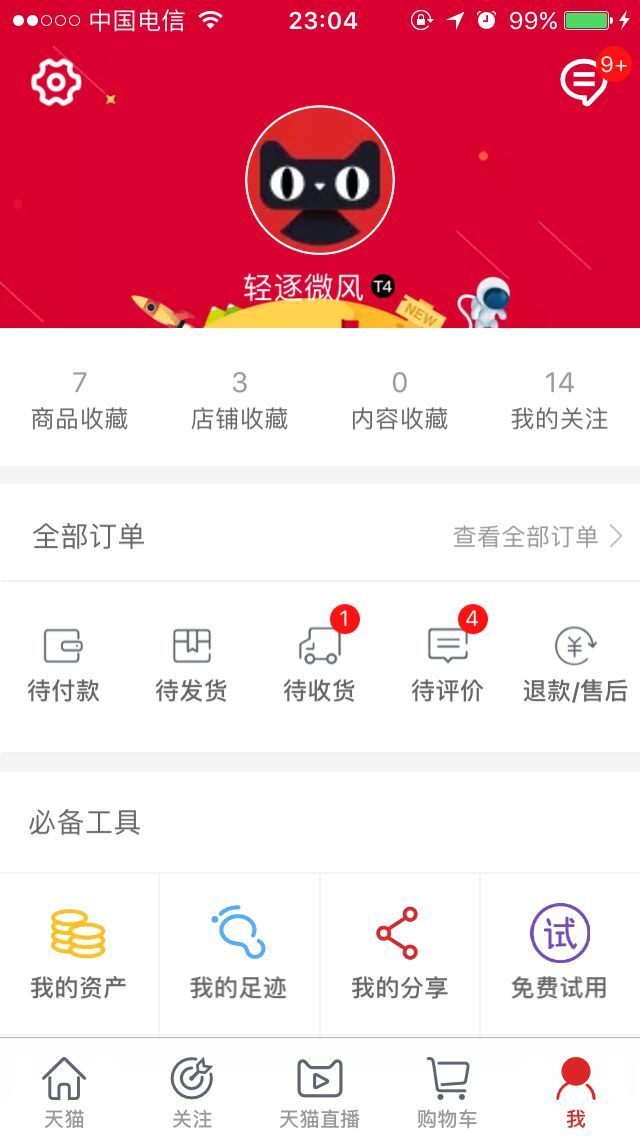 中国电信 23:04 99%
9+
轻逐微风 T4
NEW
7 3 0 14
商品收藏 店铺收藏 内容收藏 我的关注
全部订单 查看全部订单
1 4
待付款 待发货 待收货 待评价 退款/售后
必备工具
试
我的资产 我的足迹 我的分享 免费试用
天猫 关注 天猫直播 购物车 我